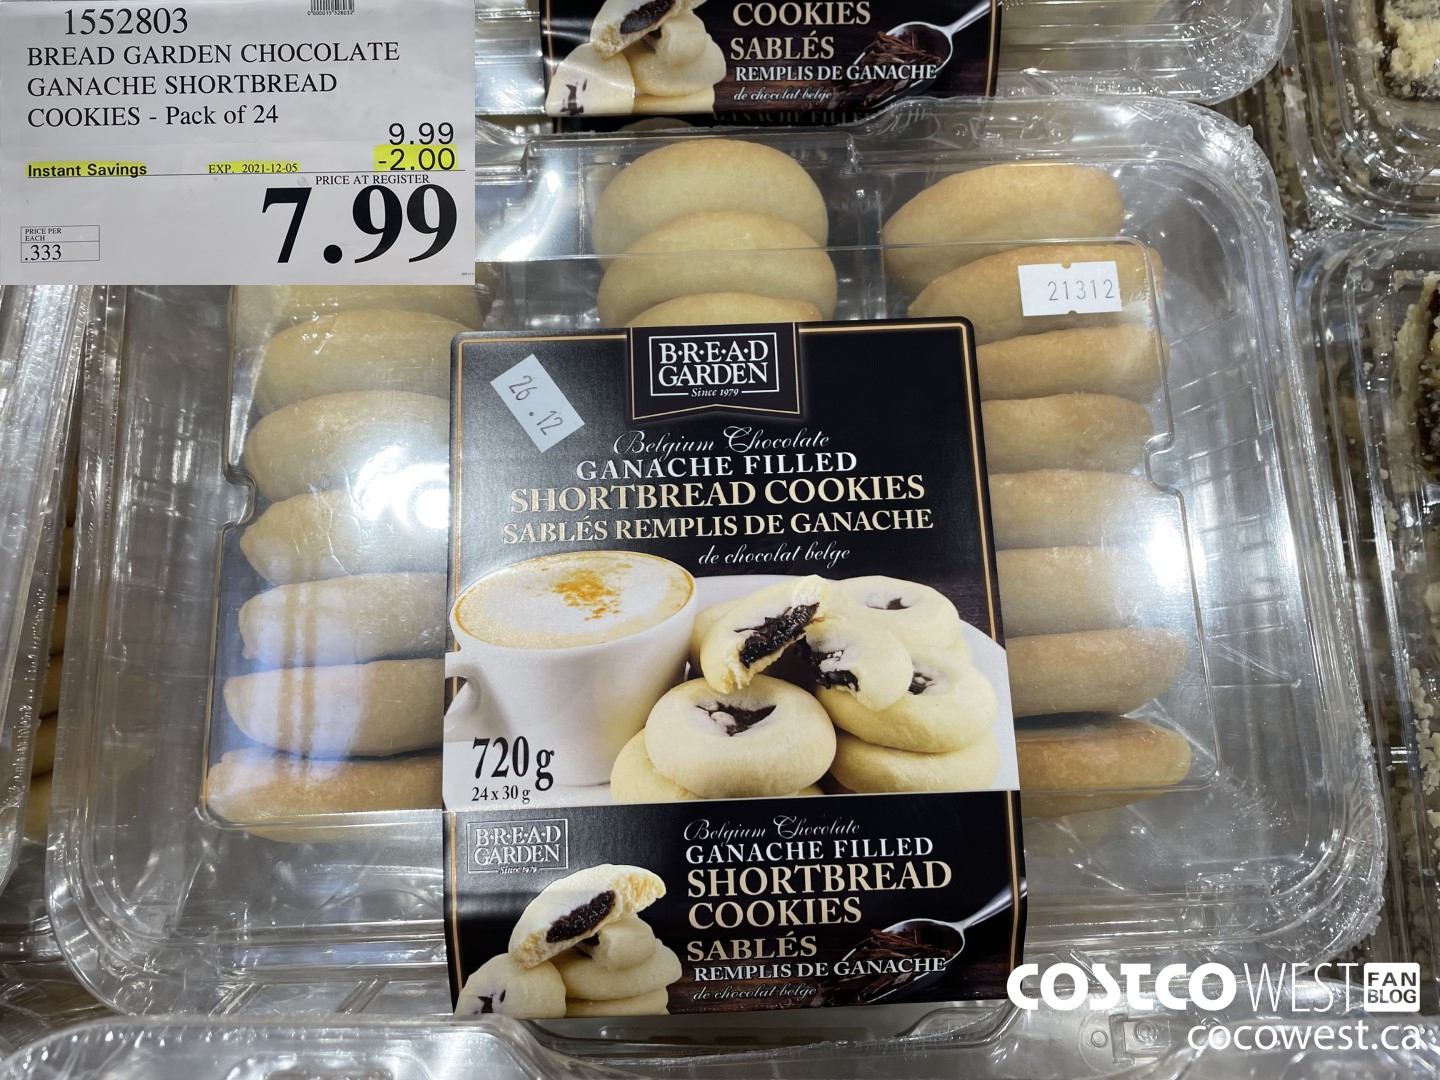 1552803
BREAD GARDEN CHOCOLATE
GANACHE SHORTBREAD
COOKIES - Pack of 24
9.99
Instant Savings EXP. 2021-12-05 -2.00
PRICE AT REGISTER
7.99
PRICE PER
EACH
.333
COOKIES
SABLÉS
REMPLIS DE GANACHE
de chocolat belge
21312
26.12
B·R·E·A·D
GARDEN
Since 1979
Belgium Chocolate
GANACHE FILLED
SHORTBREAD COOKIES
SABLÉS REMPLIS DE GANACHE
de chocolat belge
720g
24 x 30 g
B·R·E·A·D
GARDEN
Since 1979
Belgium Chocolate
GANACHE FILLED
SHORTBREAD
COOKIES
SABLÉS
REMPLIS DE GANACHE
de chocolat belge
COSTCO WEST FAN BLOG
cocowest.ca